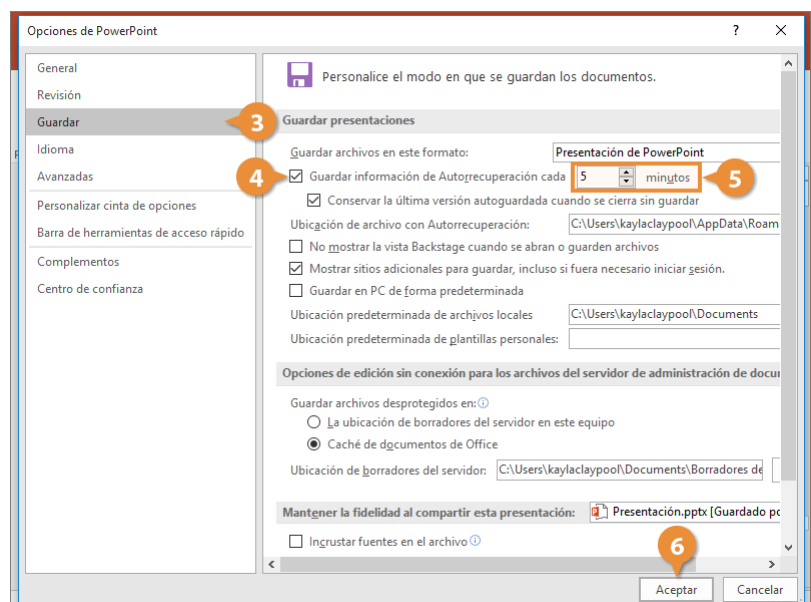 Opciones de PowerPoint ? ×
General
Revisión
Guardar 3
Idioma
Avanzadas
Personalizar cinta de opciones
Barra de herramientas de acceso rápido
Complementos
Centro de confianza
Personalice el modo en que se guardan los documentos.
Guardar presentaciones
Guardar archivos en este formato: Presentación de PowerPoint
4 Guardar información de Autorrecuperación cada 5 minutos 5
Conservar la última versión autoguardada cuando se cierra sin guardar
Ubicación de archivo con Autorrecuperación: C:\Users\kaylaclaypool\AppData\Roam
No mostrar la vista Backstage cuando se abran o guarden archivos
Mostrar sitios adicionales para guardar, incluso si fuera necesario iniciar sesión.
Guardar en PC de forma predeterminada
Ubicación predeterminada de archivos locales C:\Users\kaylaclaypool\Documents
Ubicación predeterminada de plantillas personales:
Opciones de edición sin conexión para los archivos del servidor de administración de docur
Guardar archivos desprotegidos en:
La ubicación de borradores del servidor en este equipo
Caché de documentos de Office
Ubicación de borradores del servidor: C:\Users\kaylaclaypool\Documents\Borradores de
Mantener la fidelidad al compartir esta presentación: Presentación.pptx [Guardado po
Incrustar fuentes en el archivo
6
Aceptar Cancelar